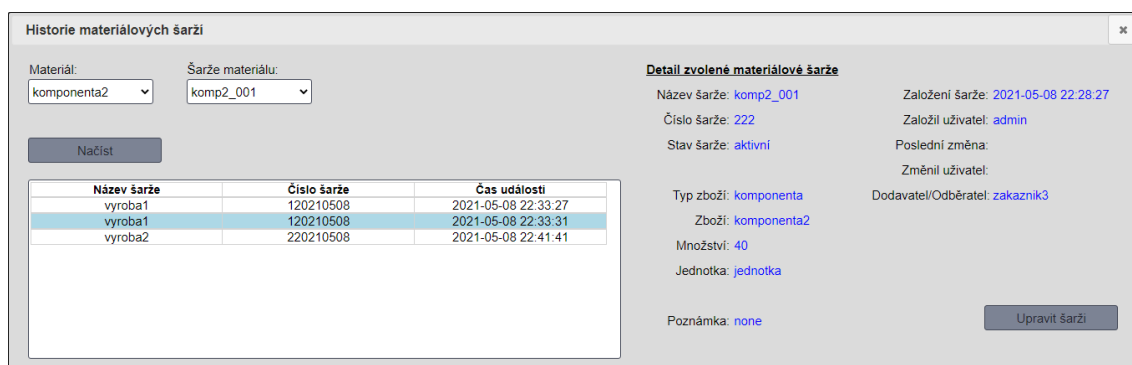 Historie materiálových šarží
Materiál: Šarže materiálu:
komponenta2 komp2_001
Načíst
Název šarže Číslo šarže Čas události
vyroba1 120210508 2021-05-08 22:33:27
vyroba1 120210508 2021-05-08 22:33:31
vyroba2 220210508 2021-05-08 22:41:41
Detail zvolené materiálové šarže
Název šarže: komp2_001 Založení šarže: 2021-05-08 22:28:27
Číslo šarže: 222 Založil uživatel: admin
Stav šarže: aktivní Poslední změna:
Změnil uživatel:
Typ zboží: komponenta Dodavatel/Odběratel: zakaznik3
Zboží: komponenta2
Množství: 40
Jednotka: jednotka
Poznámka: none
Upravit šarži